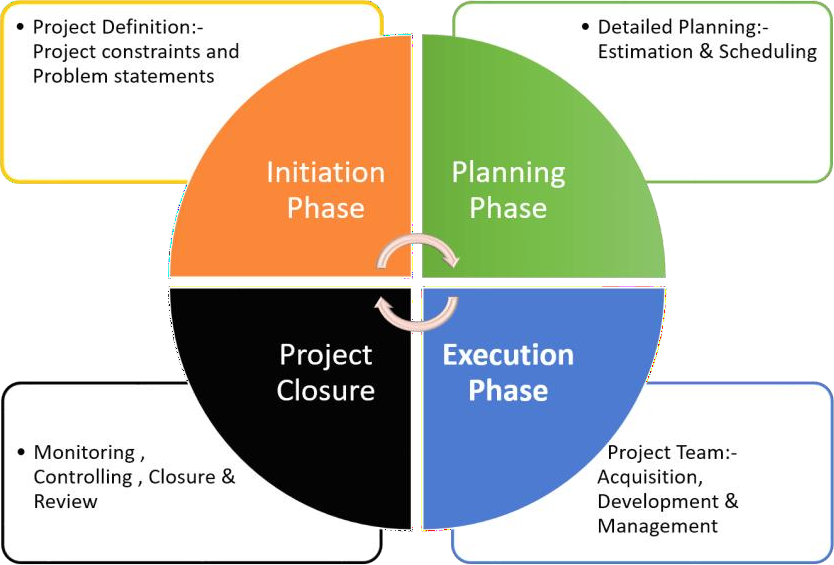 • Project Definition:-
Project constraints and
Problem statements
• Detailed Planning:-
Estimation & Scheduling
Initiation
Phase
Planning
Phase
Project
Closure
Execution
Phase
• Monitoring ,
Controlling , Closure &
Review
Project Team:-
Acquisition,
Development &
Management